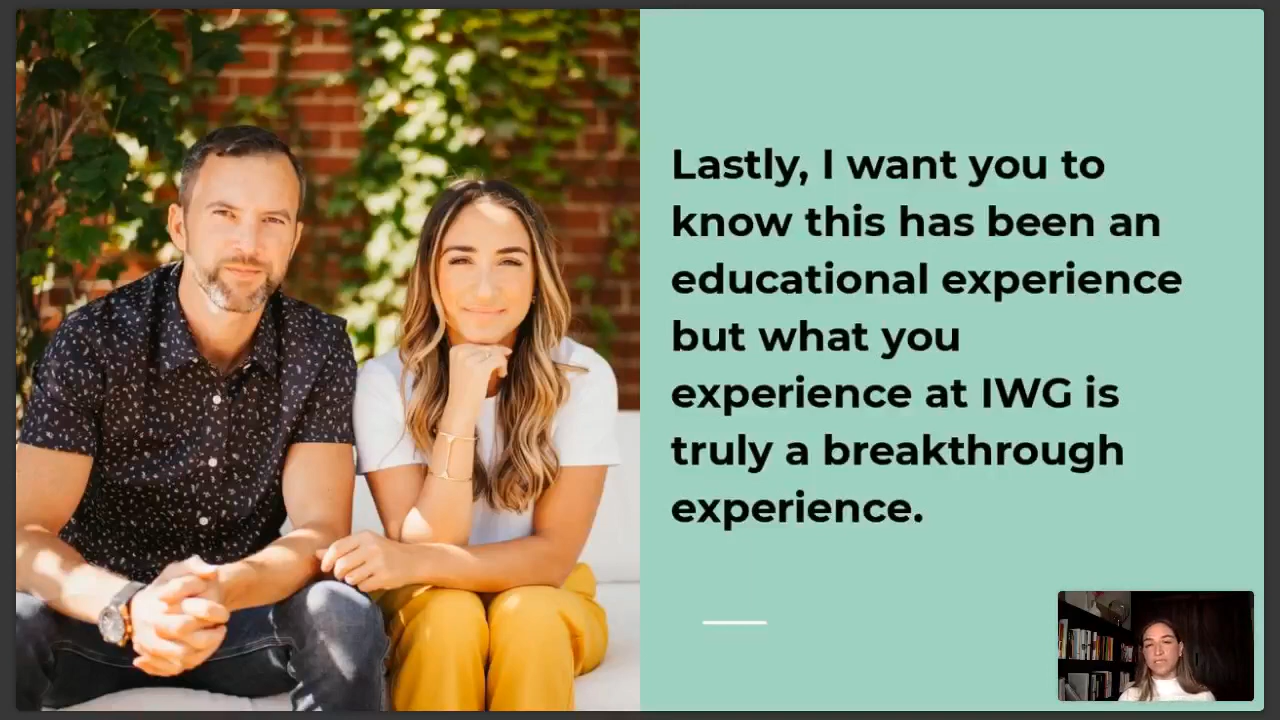 Lastly, I want you to
know this has been an
educational experience
but what you
experience at IWG is
truly a breakthrough
experience.